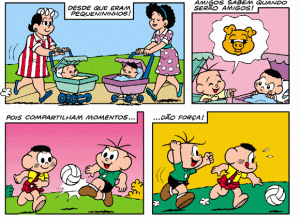 DESDE QUE ERAM
PEQUENININHOS!
AMIGOS SABEM QUANDO
SERÃO AMIGOS!
POIS COMPARTILHAM MOMENTOS...
...DÃO FORÇA!